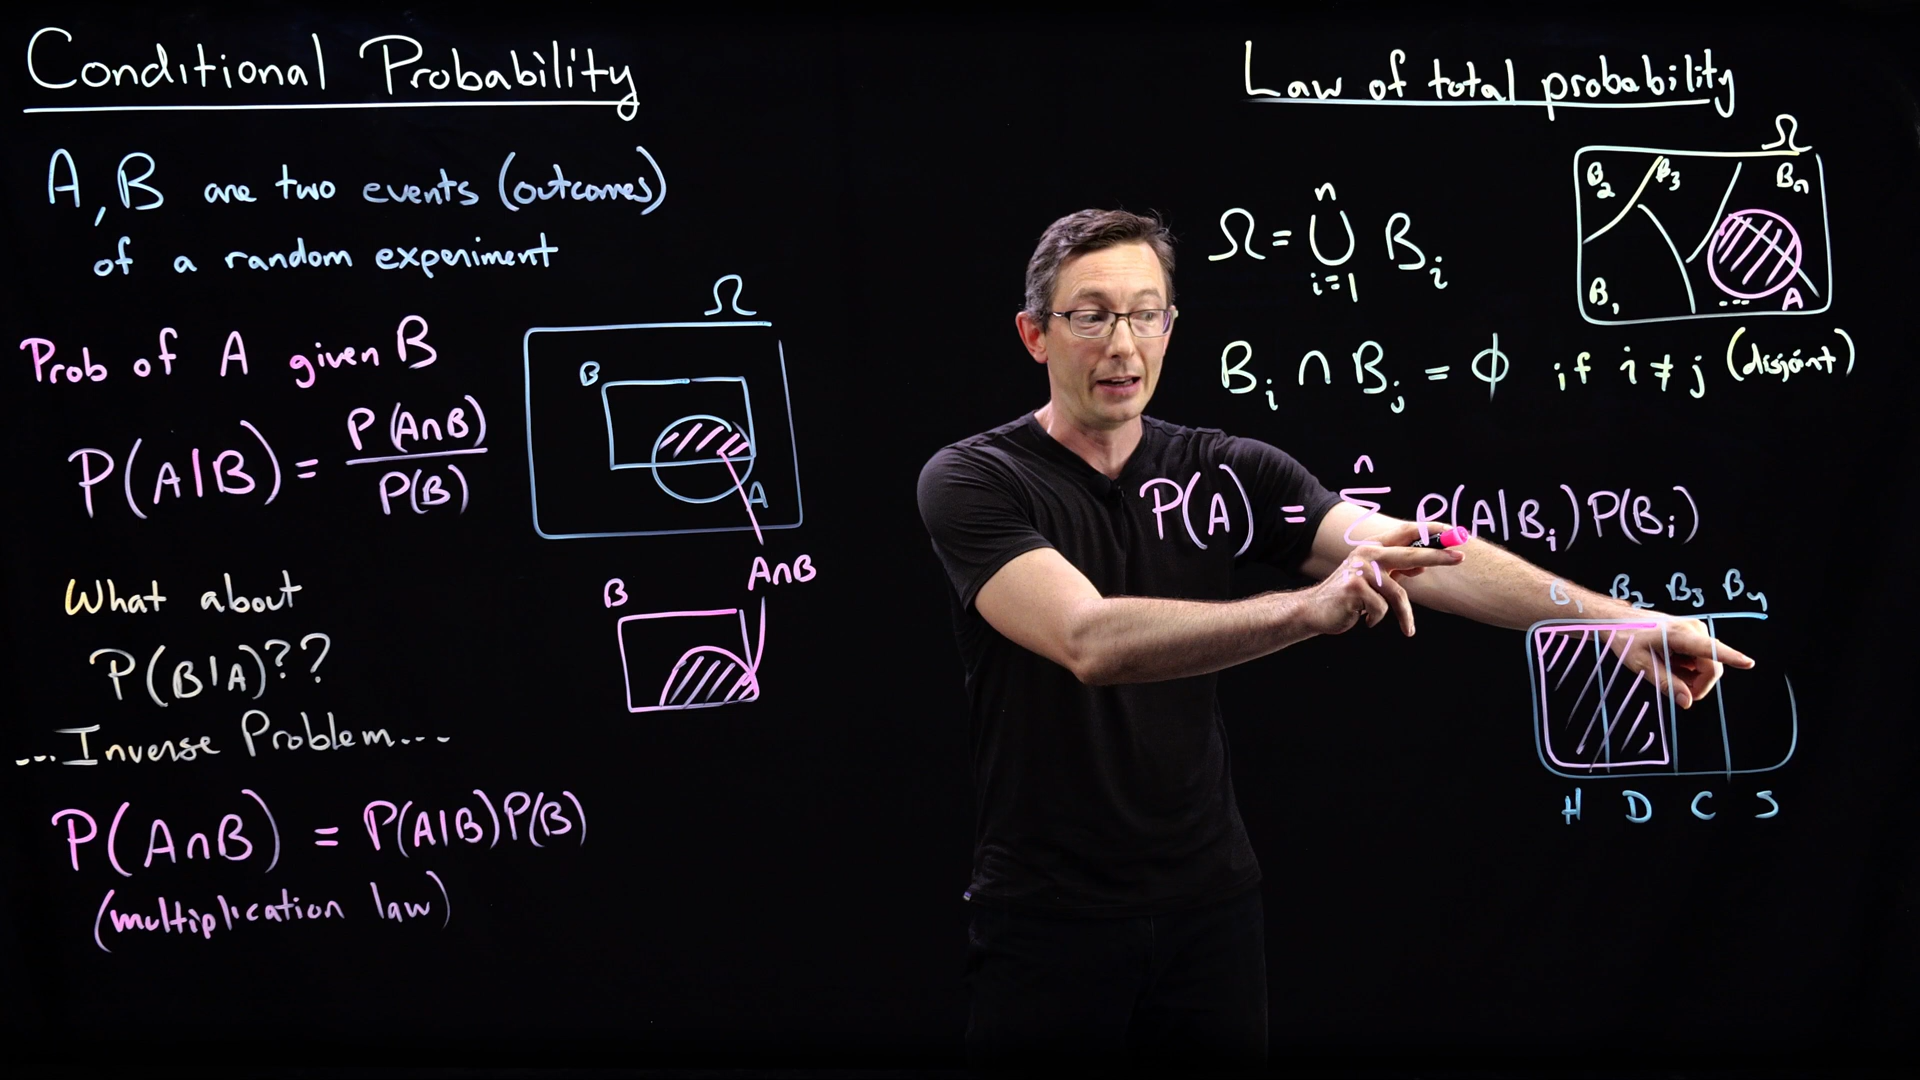 Conditional Probability
A, B are two events (outcomes)
of a random experiment
Prob of A given B
P(A|B) = P(A∩B) / P(B)
Ω
B
A
A∩B
B
What about
P(B|A)??
...Inverse Problem...
P(A∩B) = P(A|B)P(B)
(multiplication law)
Law of total probability
Ω
B₂ B₃ Bₙ
B₁ ... A
Ω = ⋃ᵢ₌₁ⁿ Bᵢ
Bᵢ ∩ Bⱼ = ϕ if i ≠ j (disjoint)
P(A) = Σᵢ₌₁ⁿ P(A|Bᵢ)P(Bᵢ)
B₁ B₂ B₃ B₄
H D C S